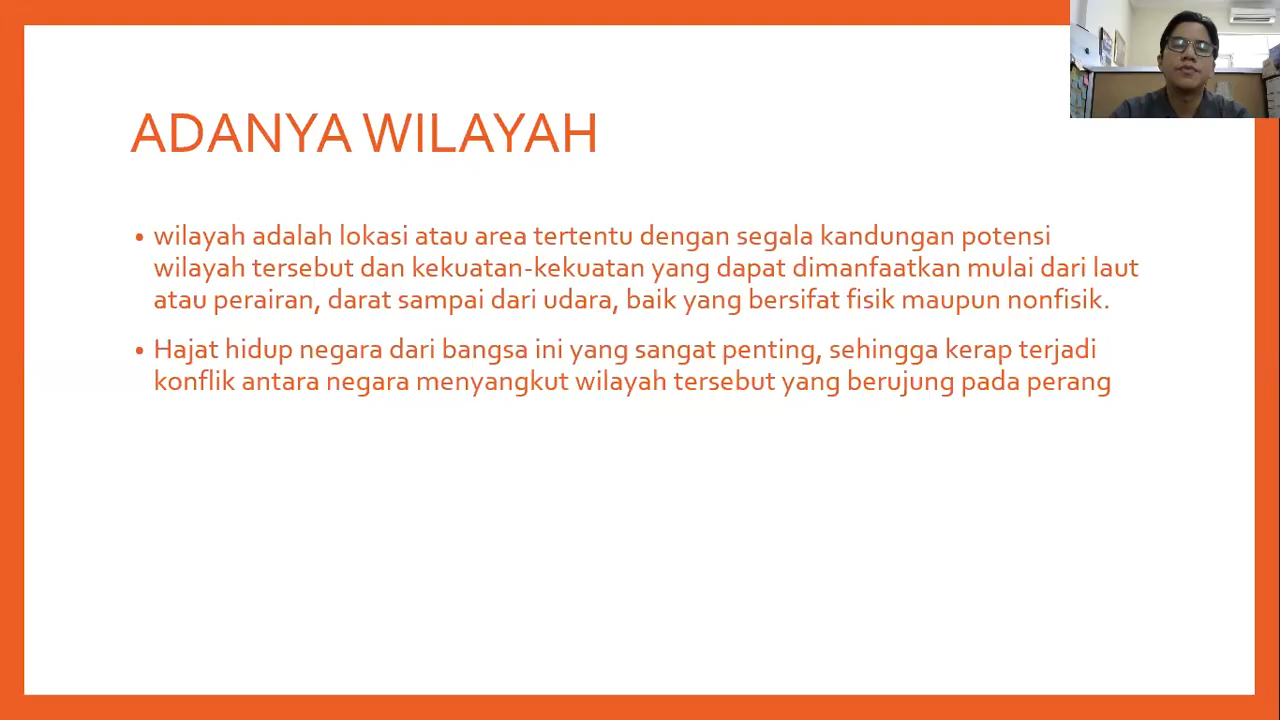 ADANYA WILAYAH
• wilayah adalah lokasi atau area tertentu dengan segala kandungan potensi
wilayah tersebut dan kekuatan-kekuatan yang dapat dimanfaatkan mulai dari laut
atau perairan, darat sampai dari udara, baik yang bersifat fisik maupun nonfisik.
• Hajat hidup negara dari bangsa ini yang sangat penting, sehingga kerap terjadi
konflik antara negara menyangkut wilayah tersebut yang berujung pada perang